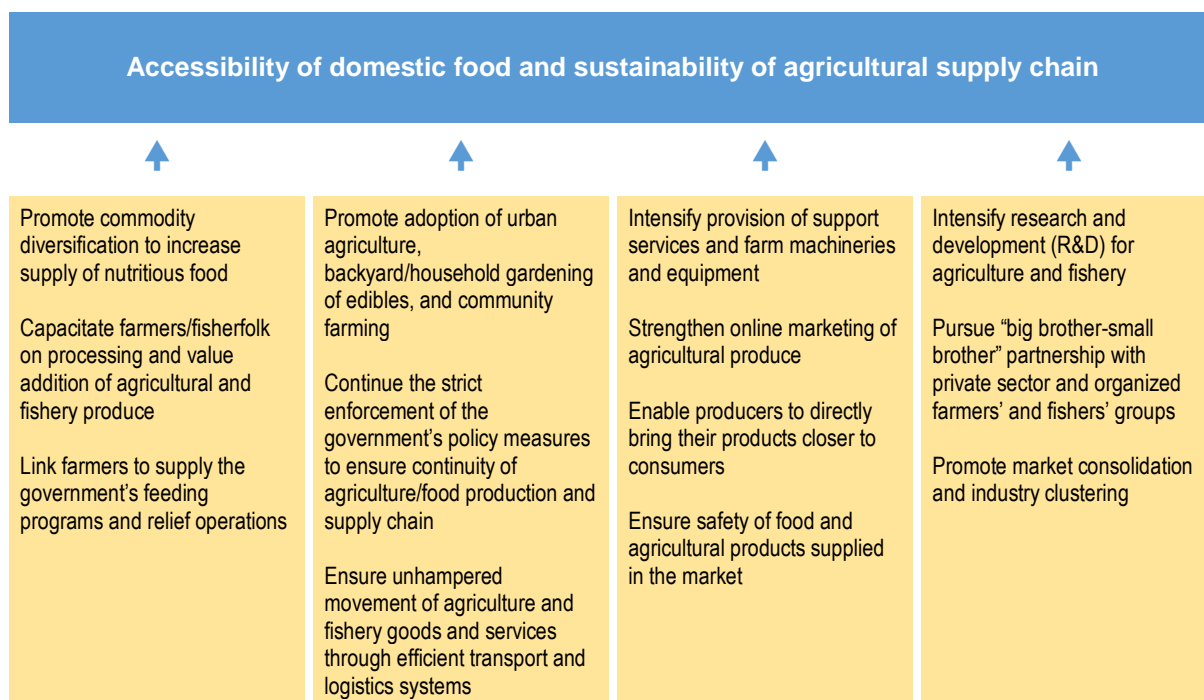 Accessibility of domestic food and sustainability of agricultural supply chain
Promote commodity
diversification to increase
supply of nutritious food
Capacitate farmers/fisherfolk
on processing and value
addition of agricultural and
fishery produce
Link farmers to supply the
government’s feeding
programs and relief operations
Promote adoption of urban
agriculture,
backyard/household gardening
of edibles, and community
farming
Continue the strict
enforcement of the
government’s policy measures
to ensure continuity of
agriculture/food production and
supply chain
Ensure unhampered
movement of agriculture and
fishery goods and services
through efficient transport and
logistics systems
Intensify provision of support
services and farm machineries
and equipment
Strengthen online marketing of
agricultural produce
Enable producers to directly
bring their products closer to
consumers
Ensure safety of food and
agricultural products supplied
in the market
Intensify research and
development (R&D) for
agriculture and fishery
Pursue “big brother-small
brother” partnership with
private sector and organized
farmers’ and fishers’ groups
Promote market consolidation
and industry clustering